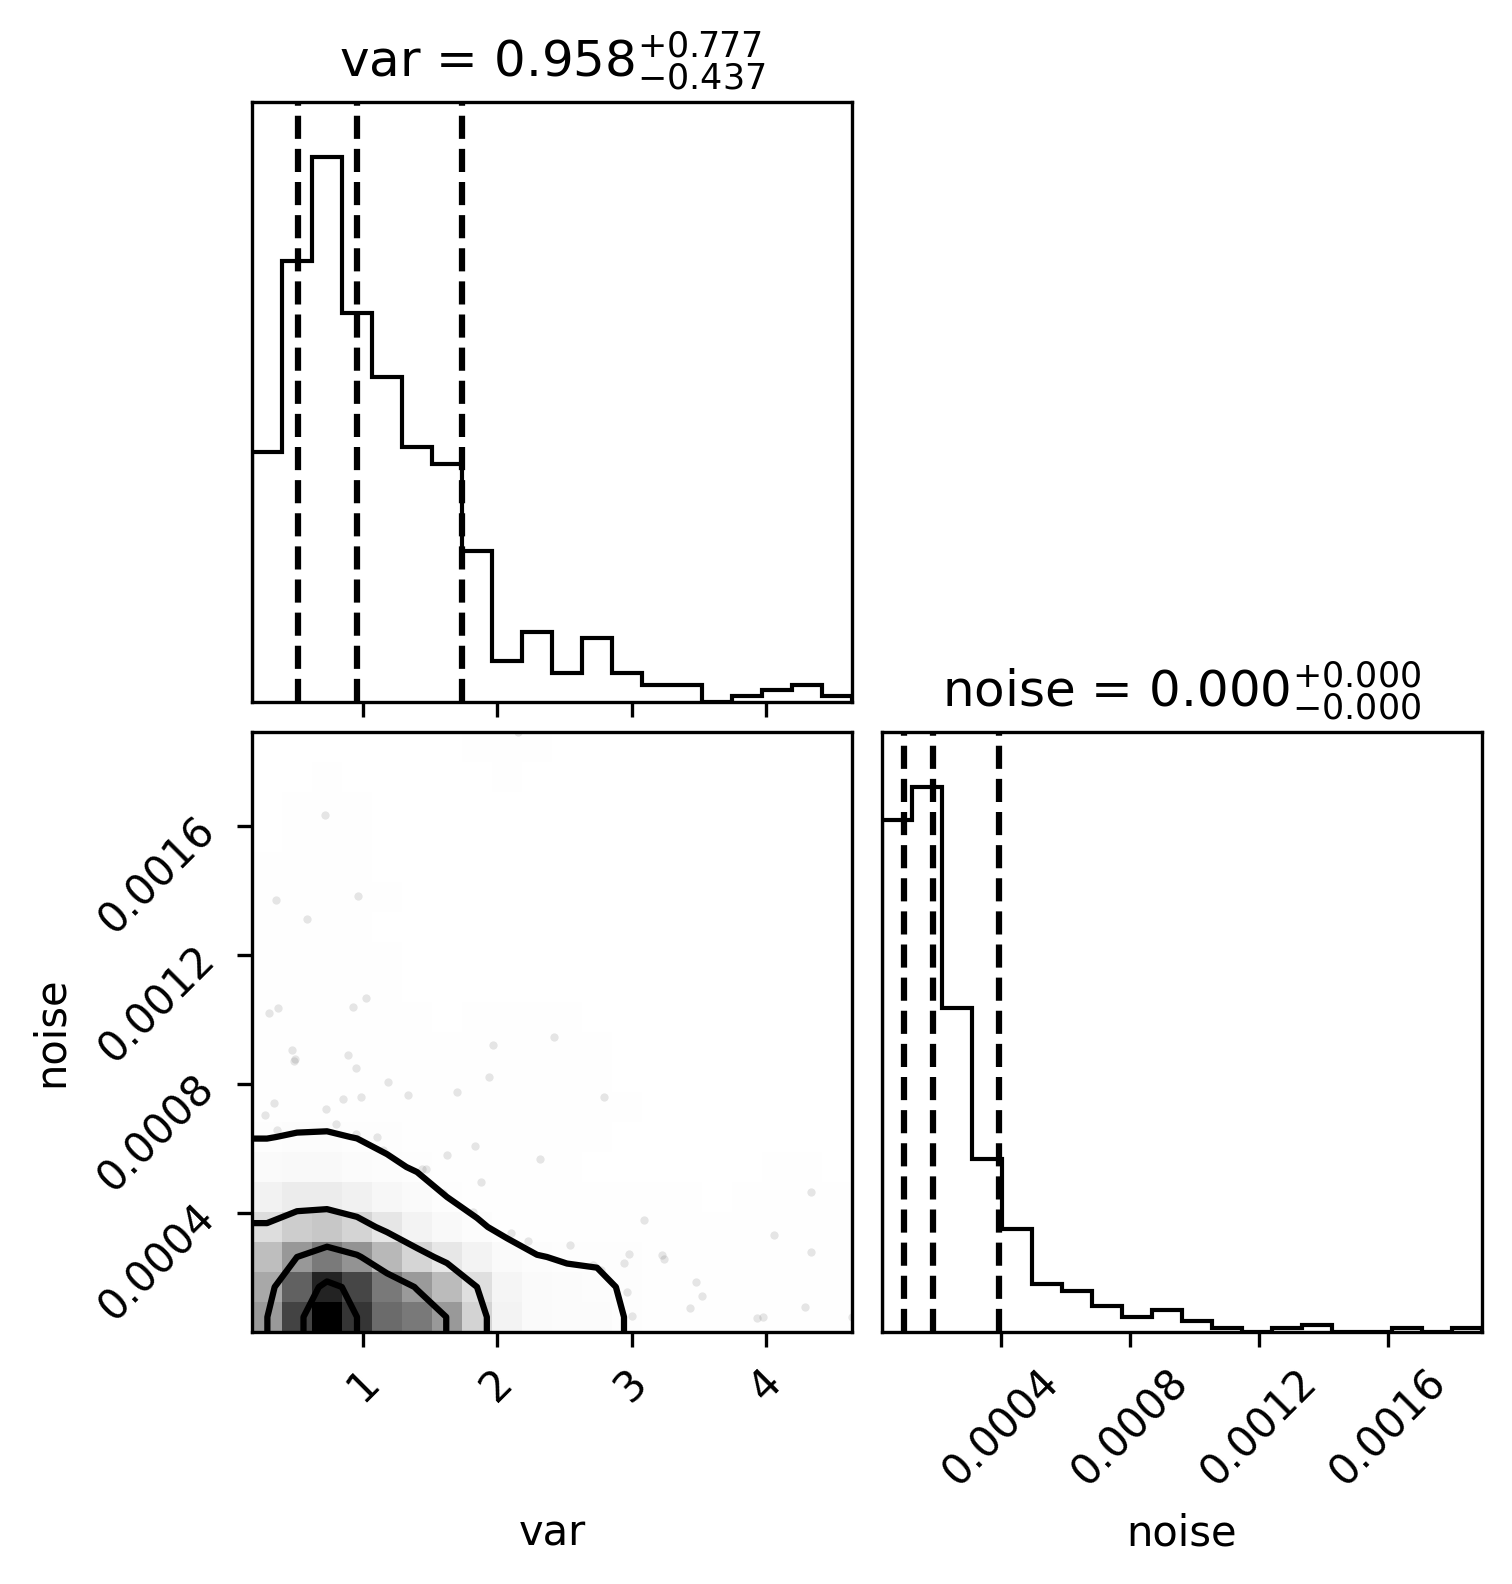 var = 0.958 +0.777 −0.437
noise = 0.000 +0.000 −0.000
noise
0.0016
0.0012
0.0008
0.0004
1 2 3 4
0.0004 0.0008 0.0012 0.0016
var noise